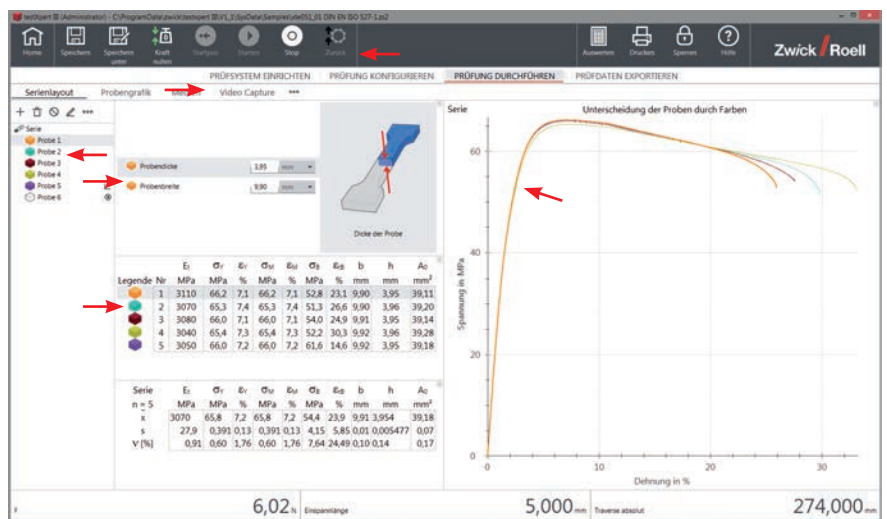 testXpert III (Administrator) - C:\ProgramData\zwick\testxpert III\V1_1\SysData\Samples\
DIN EN ISO 527-1.zs2
Home
Speichern
Speichern unter
Kraft nullen
Startpos
Starten
Stop
Zurück
Auswerten
Drucken
Sperren
Hilfe
Zwick Roell
PRÜFSYSTEM EINRICHTEN PRÜFUNG KONFIGURIEREN PRÜFUNG DURCHFÜHREN PRÜFDATEN EXPORTIEREN
Serienlayout Probengrafik Video Capture •••
Serie
Probe 1
Probe 2
Probe 3
Probe 4
Probe 5
Probe 6
Probendicke 3,95 mm
Probenbreite 9,90 mm
Dicke der Probe
Et σY εY σM εM σB εtB b h A0
Legende Nr MPa MPa % MPa % MPa % mm mm mm²
1 3110 66,2 7,1 66,2 7,1 52,8 23,1 9,90 3,95 39,11
2 3070 65,3 7,4 65,3 7,4 51,3 26,6 9,90 3,96 39,20
3 3080 66,0 7,1 66,0 7,1 54,0 24,9 9,91 3,95 39,14
4 3040 65,4 7,3 65,4 7,3 52,2 30,3 9,92 3,96 39,28
5 3050 66,0 7,2 66,0 7,2 61,6 14,6 9,92 3,95 39,18
Serie Et σY εY σM εM σB εtB b h A0
n = 5 MPa MPa % MPa % MPa % mm mm mm²
x̄ 3070 65,8 7,2 65,8 7,2 54,4 23,9 9,91 3,954 39,18
s 27,9 0,391 0,13 0,391 0,13 4,15 5,85 0,01 0,005477 0,07
V [%] 0,91 0,60 1,76 0,60 1,76 7,64 24,49 0,10 0,14 0,17
Serie
Unterscheidung der Proben durch Farben
Spannung in MPa
60
40
20
0
0 10 20 30
Dehnung in %
F 6,02 N
Einspannlänge 5,000 mm
Traverse absolut 274,000 mm